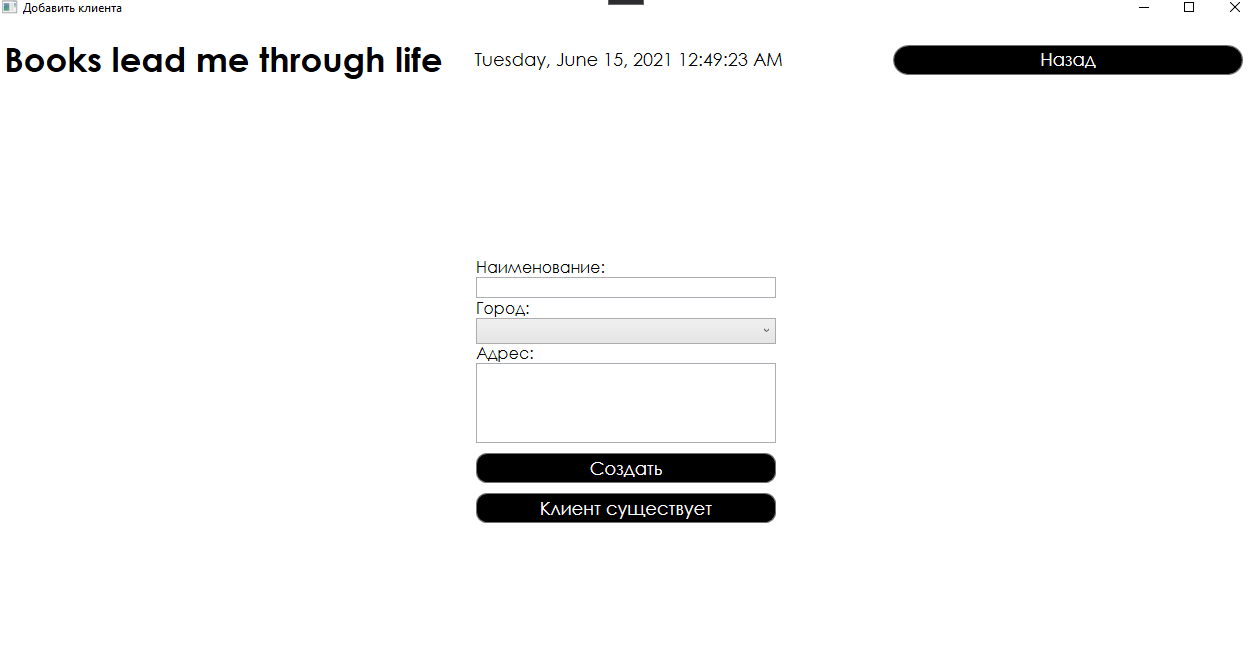 Добавить клиента
Books lead me through life
Tuesday, June 15, 2021 12:49:23 AM
Назад
Наименование:
Город:
Адрес:
Создать
Клиент существует